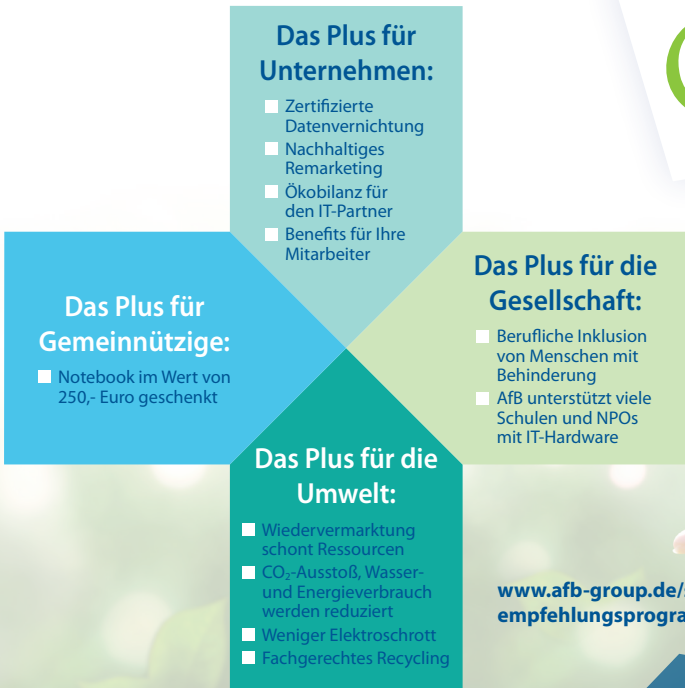 Das Plus für
Unternehmen:
Zertifizierte
Datenvernichtung
Nachhaltiges
Remarketing
Ökobilanz für
den IT-Partner
Benefits für Ihre
Mitarbeiter
Das Plus für
Gemeinnützige:
Notebook im Wert von
250,- Euro geschenkt
Das Plus für die
Gesellschaft:
Berufliche Inklusion
von Menschen mit
Behinderung
AfB unterstützt viele
Schulen und NPOs
mit IT-Hardware
Das Plus für die
Umwelt:
Wiedervermarktung
schont Ressourcen
CO₂-Ausstoß, Wasser-
und Energieverbrauch
werden reduziert
Weniger Elektroschrott
Fachgerechtes Recycling
www.afb-group.de/
empfehlungsprogra